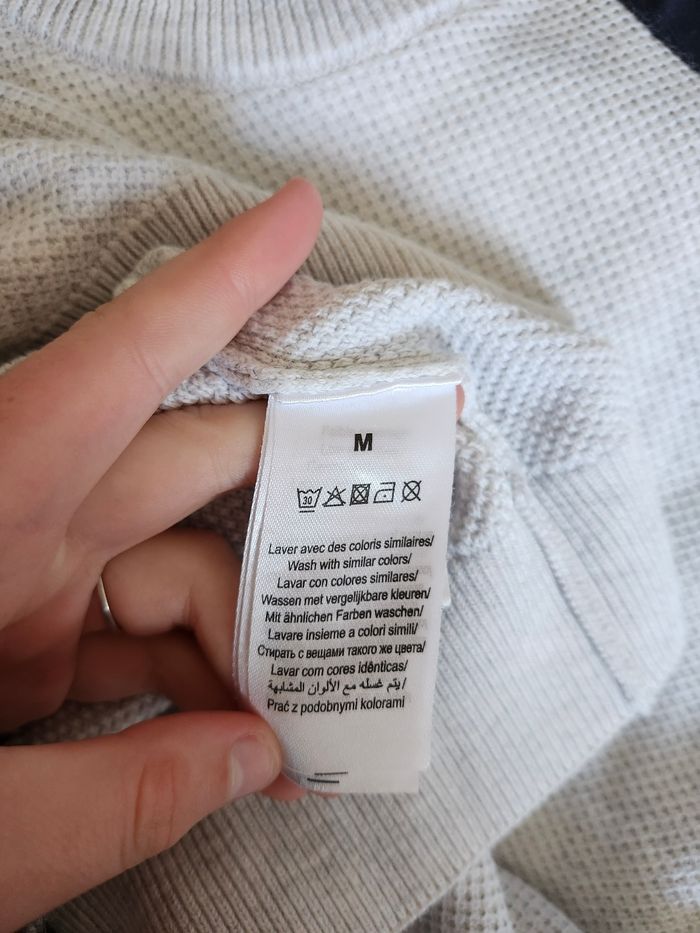 M
30
Laver avec des coloris similaires/
Wash with similar colors/
Lavar con colores similares/
Wassen met vergelijkbare kleuren/
Mit ähnlichen Farben waschen/
Lavare insieme a colori simili/
Стирать с вещами такого же цвета/
Lavar com cores idênticas/
يتم غسله مع الألوان المشابهة/
Prać z podobnymi kolorami